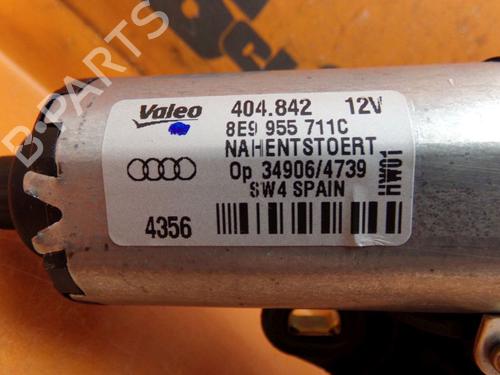 Valeo 404.842 12V
8E9 955 711C
NAHENTSTOERT
Op 34906/4739
SW4 SPAIN
HW01
4356
B-PARTS